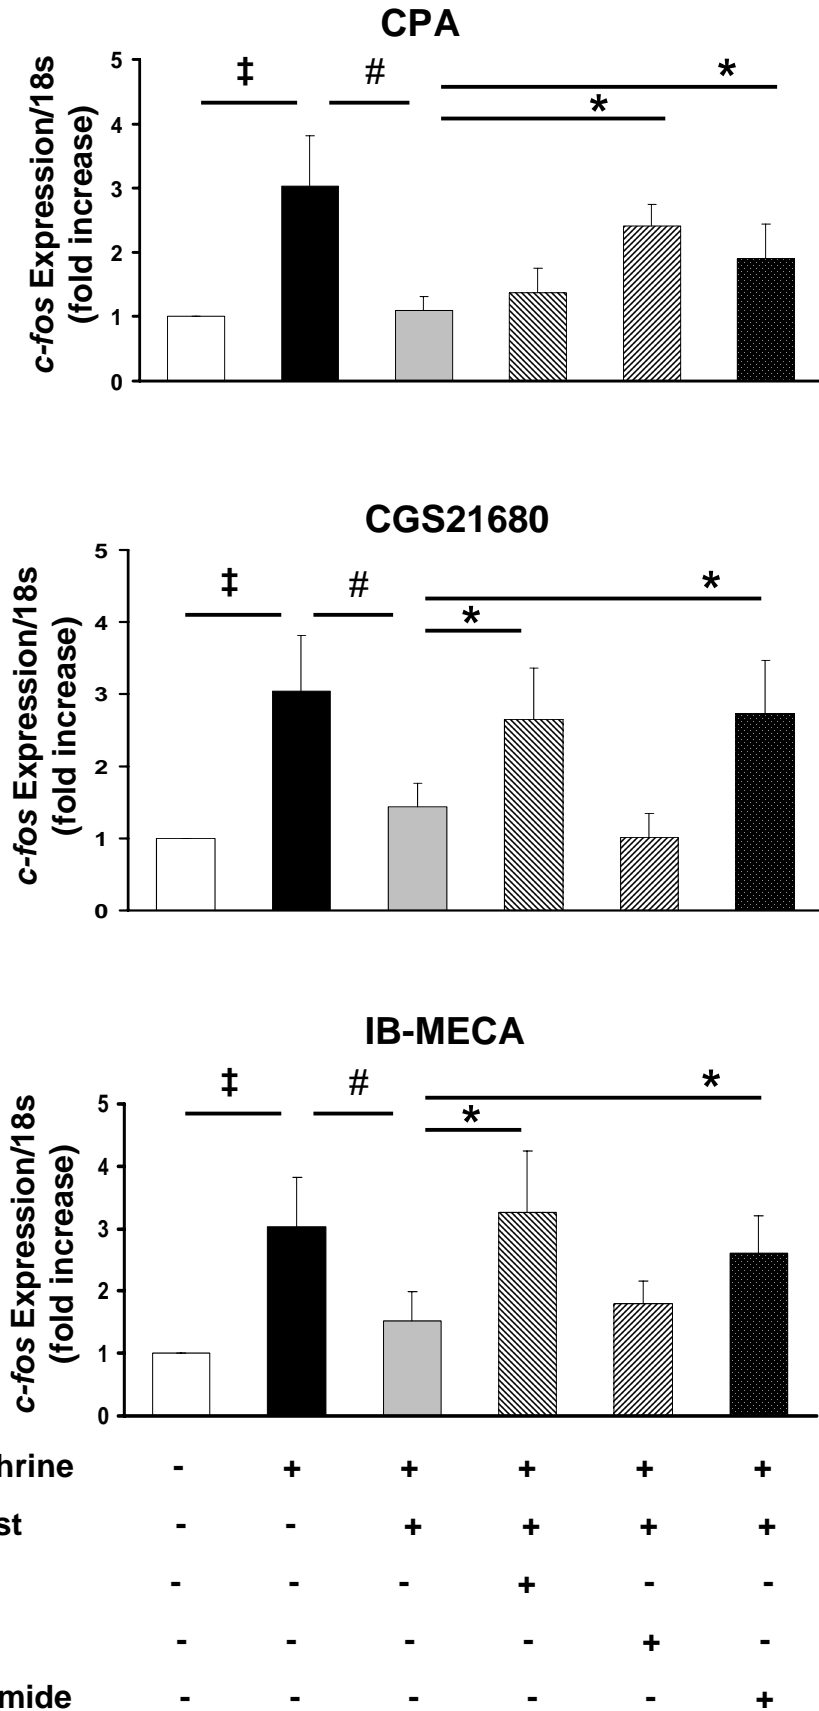 CPA
c-fos Expression/18s
(fold increase)
5
4
3
2
1
0
‡ # * *
CGS21680
c-fos Expression/18s
(fold increase)
5
4
3
2
1
0
‡ # * *
IB-MECA
c-fos Expression/18s
(fold increase)
5
4
3
2
1
0
‡ # * *
hrine - + + + + +
st - - + + + +
- - - + - -
- - - - + -
mide - - - - - +